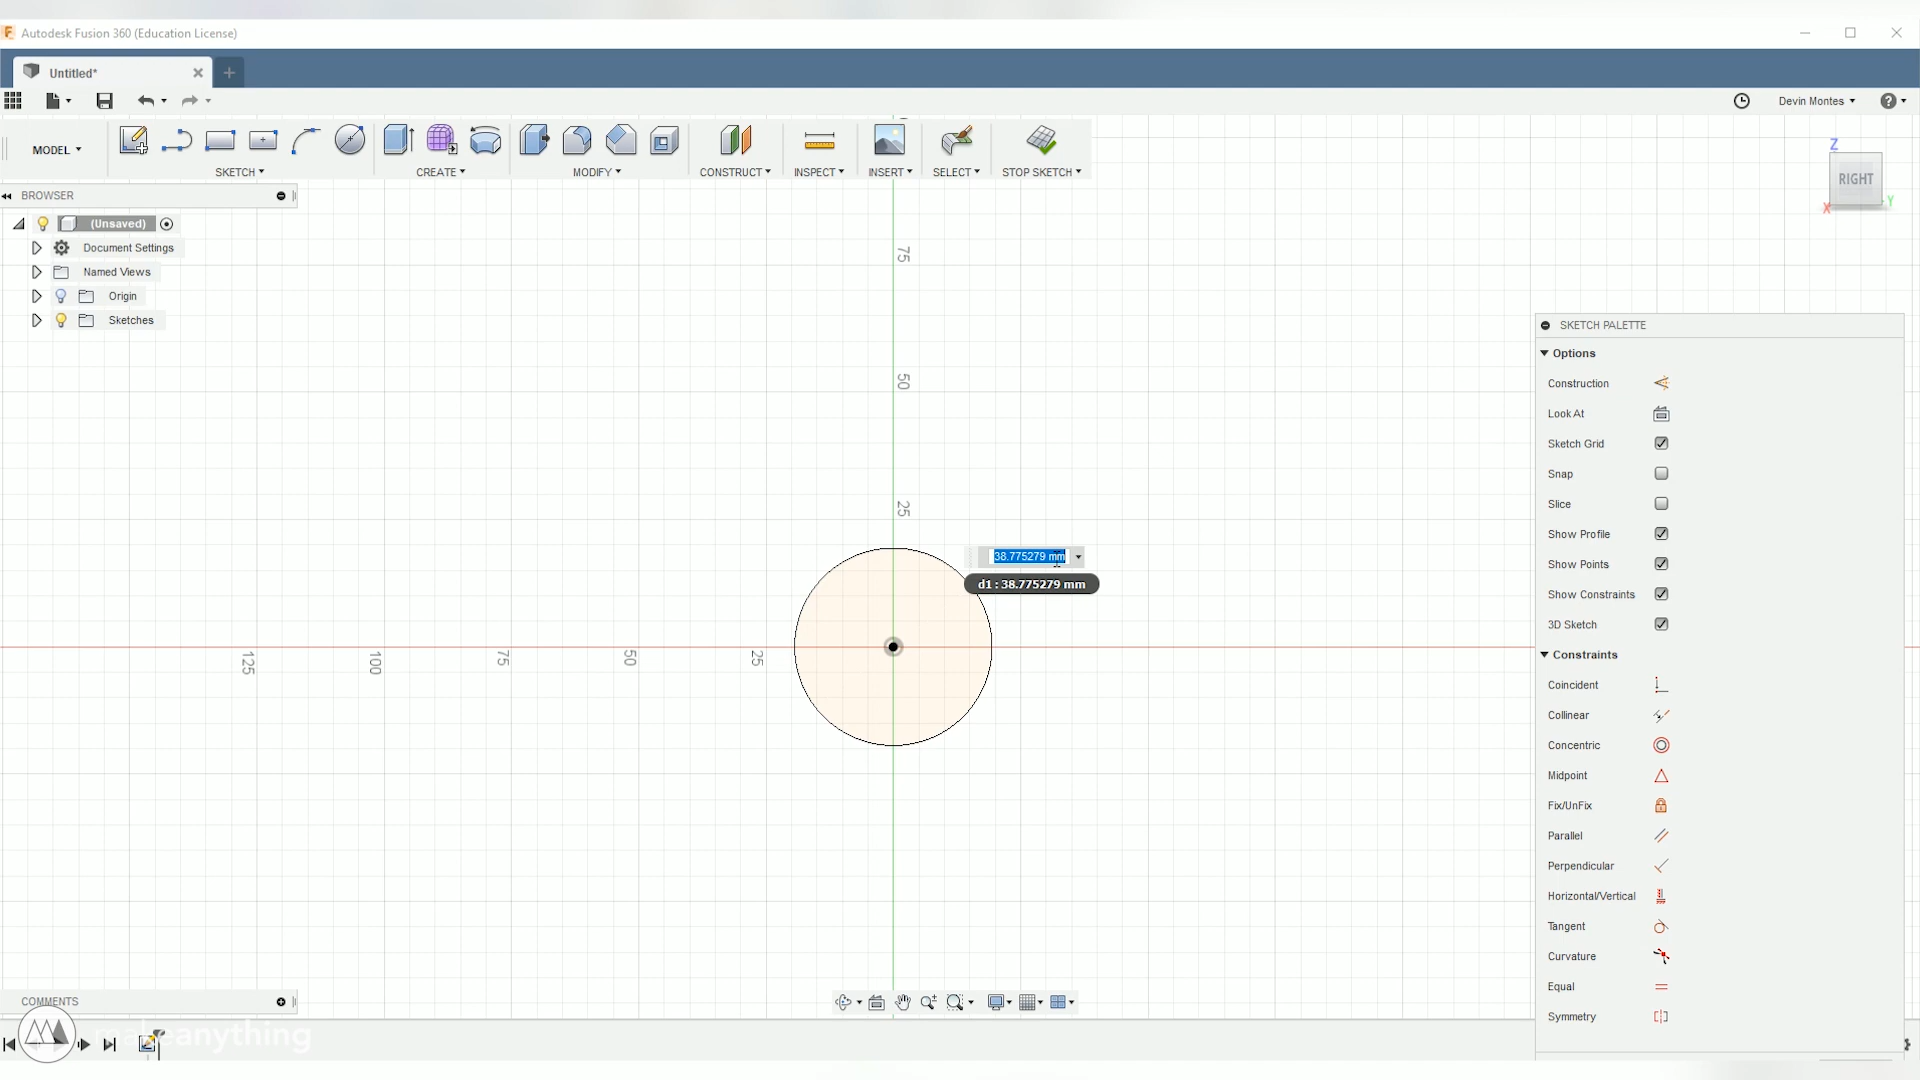 Autodesk Fusion 360 (Education License)
Untitled*
Devin Montes
MODEL
SKETCH
CREATE
MODIFY
CONSTRUCT
INSPECT
INSERT
SELECT
STOP SKETCH
Z
RIGHT
X
Y
BROWSER
(Unsaved)
Document Settings
Named Views
Origin
Sketches
75
50
25
38.775279 mm
d1 : 38.775279 mm
125
100
75
50
25
SKETCH PALETTE
Options
Construction
Look At
Sketch Grid
Snap
Slice
Show Profile
Show Points
Show Constraints
3D Sketch
Constraints
Coincident
Collinear
Concentric
Midpoint
Fix/UnFix
Parallel
Perpendicular
Horizontal/Vertical
Tangent
Curvature
Equal
Symmetry
COMMENTS
makeanything